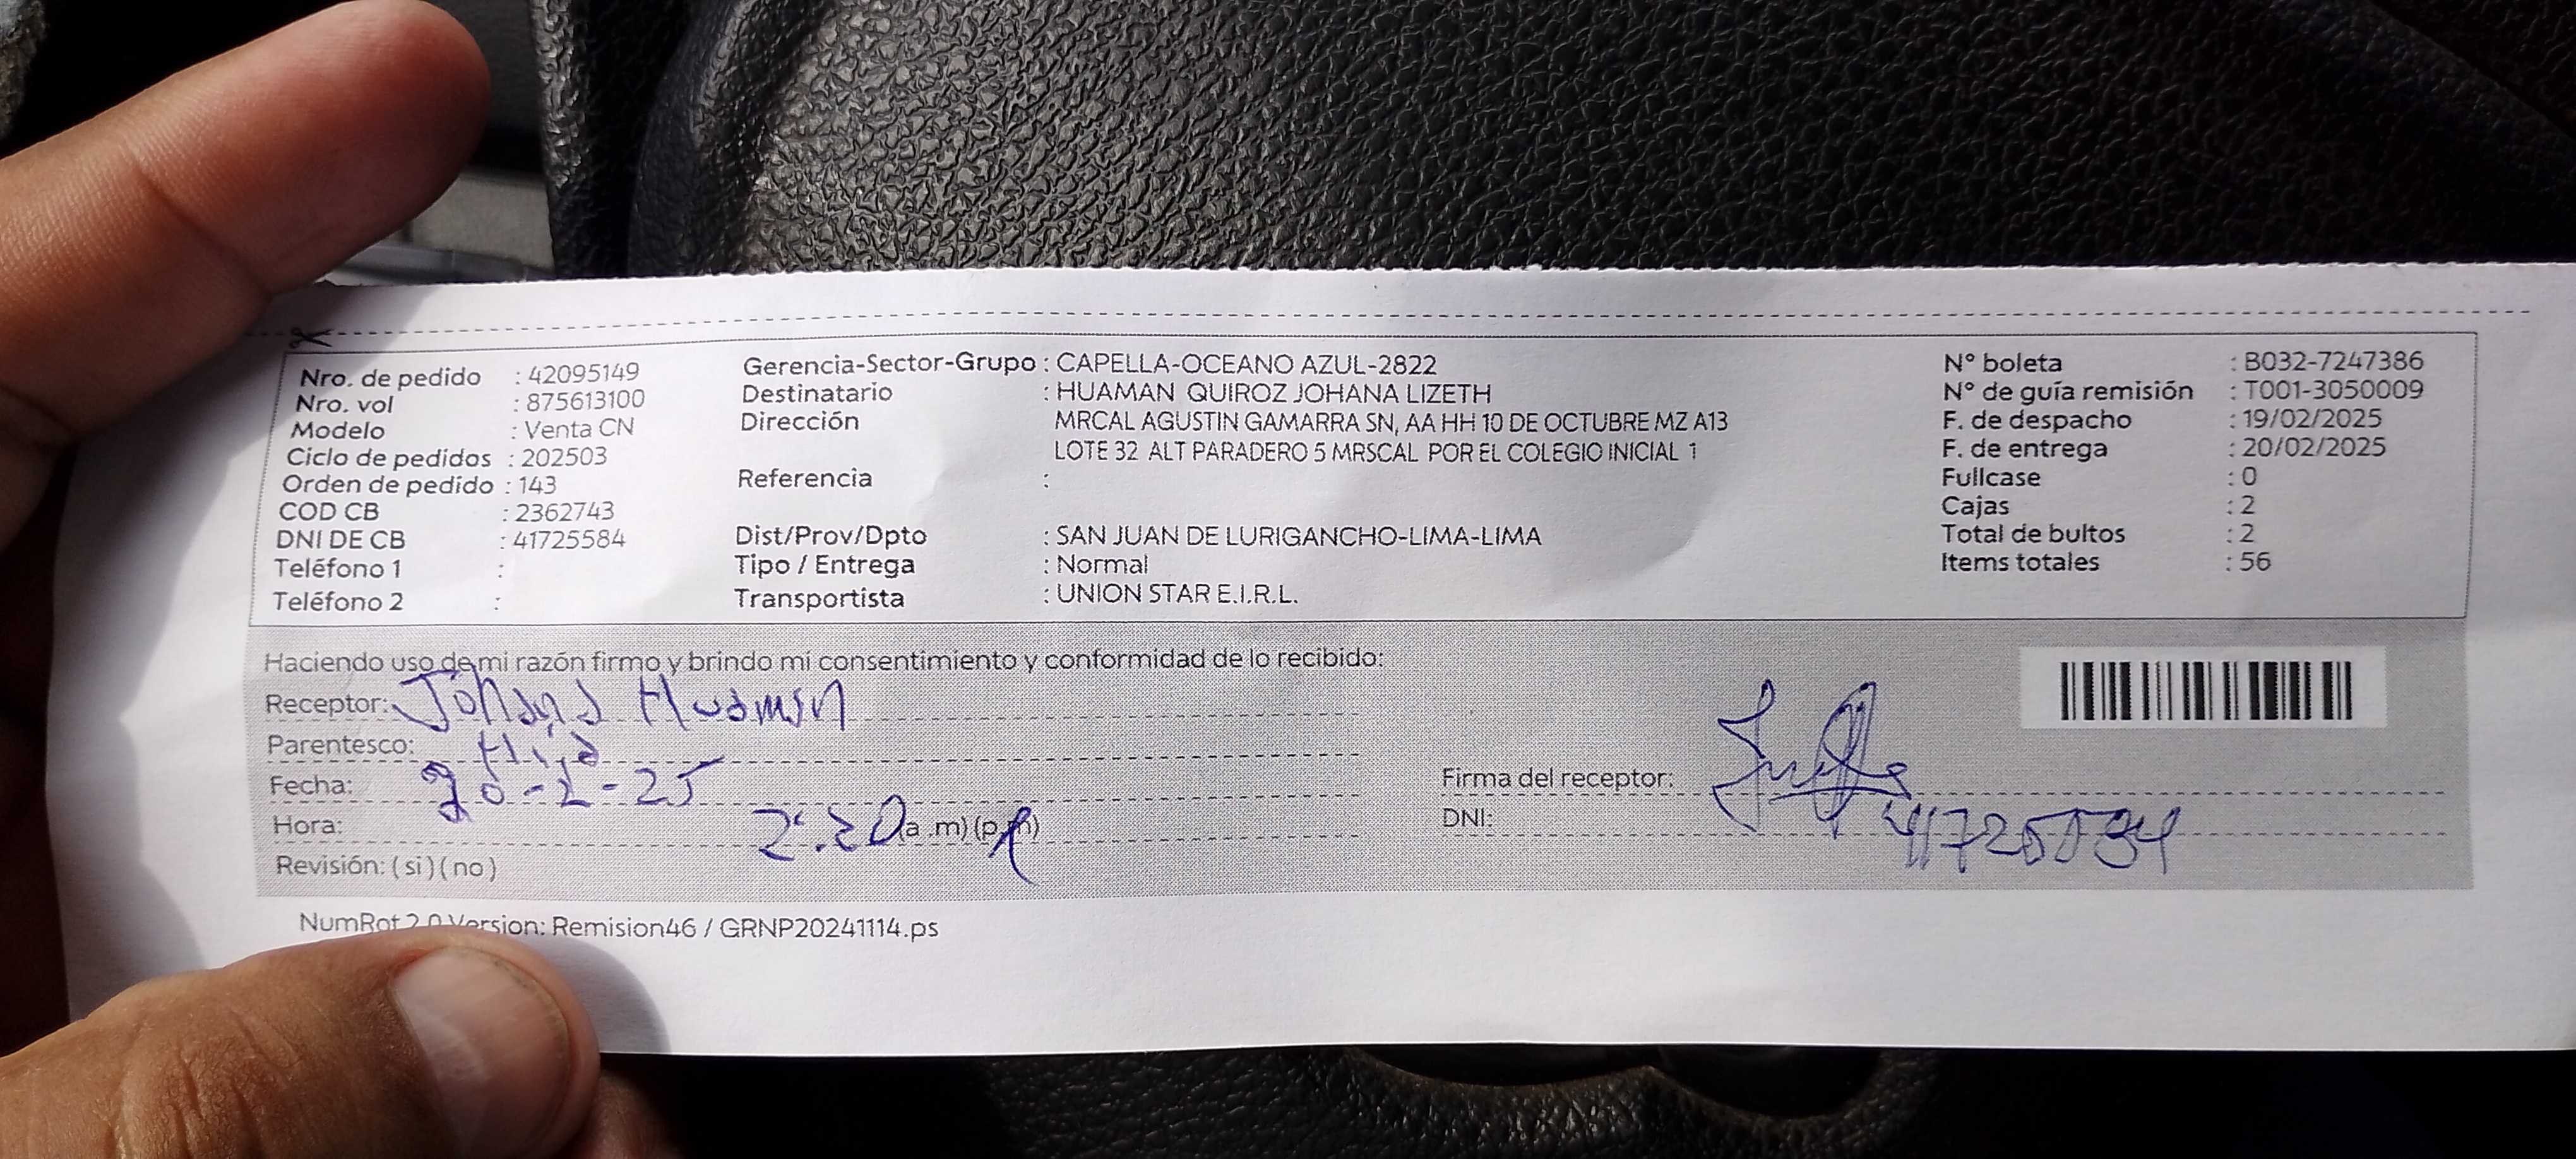 Nro. de pedido : 42095149
Nro. vol : 875613100
Modelo : Venta CN
Ciclo de pedidos : 202503
Orden de pedido : 143
COD CB : 2362743
DNI DE CB : 41725584
Teléfono 1 :
Teléfono 2 :
Gerencia-Sector-Grupo : CAPELLA-OCEANO AZUL-2822
Destinatario : HUAMAN QUIROZ JOHANA LIZETH
Dirección : MRCAL AGUSTIN GAMARRA SN, AA HH 10 DE OCTUBRE MZ A13
LOTE 32 ALT PARADERO 5 MRSCAL POR EL COLEGIO INICIAL 1
Referencia :
Dist/Prov/Dpto : SAN JUAN DE LURIGANCHO-LIMA-LIMA
Tipo / Entrega : Normal
Transportista : UNION STAR E.I.R.L.
N° boleta : B032-7247386
N° de guía remisión : T001-3050009
F. de despacho : 19/02/2025
F. de entrega : 20/02/2025
Fullcase : 0
Cajas : 2
Total de bultos : 2
Items totales : 56
Haciendo uso de mi razón firmo y brindo mi consentimiento y conformidad de lo recibido:
Receptor: Johana Huaman
Parentesco: Hija
Fecha: 20-2-25
Hora: 2:20 (a .m) (p.m)
Revisión: ( si ) ( no )
Firma del receptor:
DNI:
NumRot 2.0 Version: Remision46 / GRNP20241114.ps